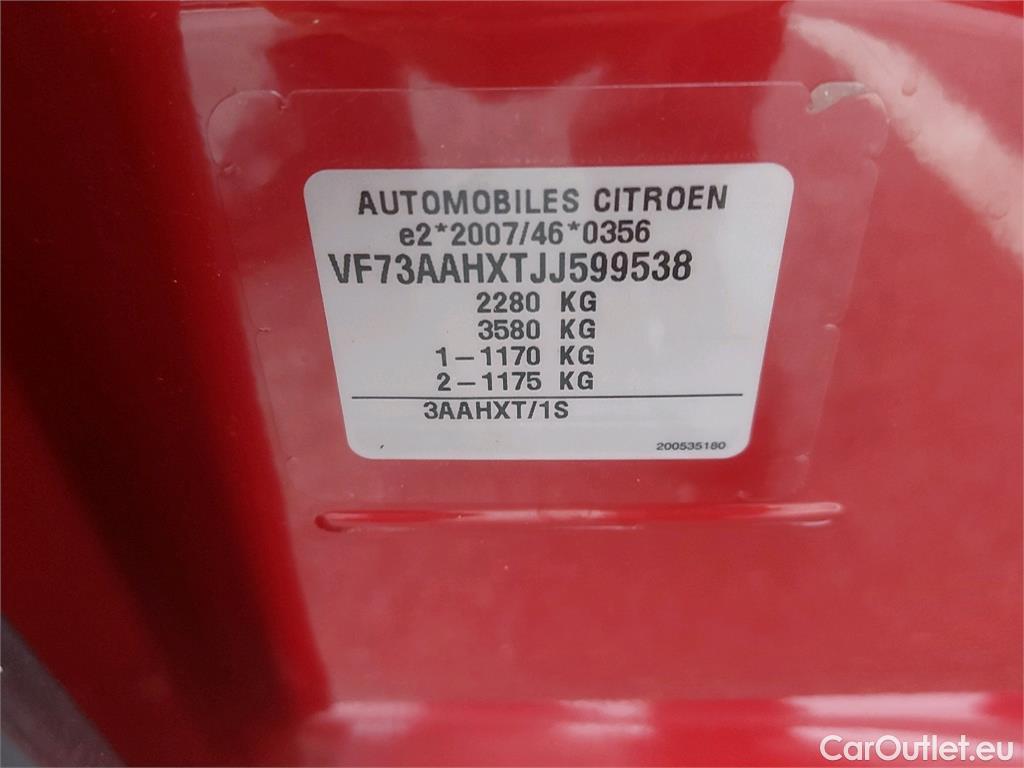 AUTOMOBILES CITROEN
e2*2007/46*0356
VF73AAHXTJJ599538
2280 KG
3580 KG
1-1170 KG
2-1175 KG
3AAHXT/1S
200535180
CarOutlet.eu